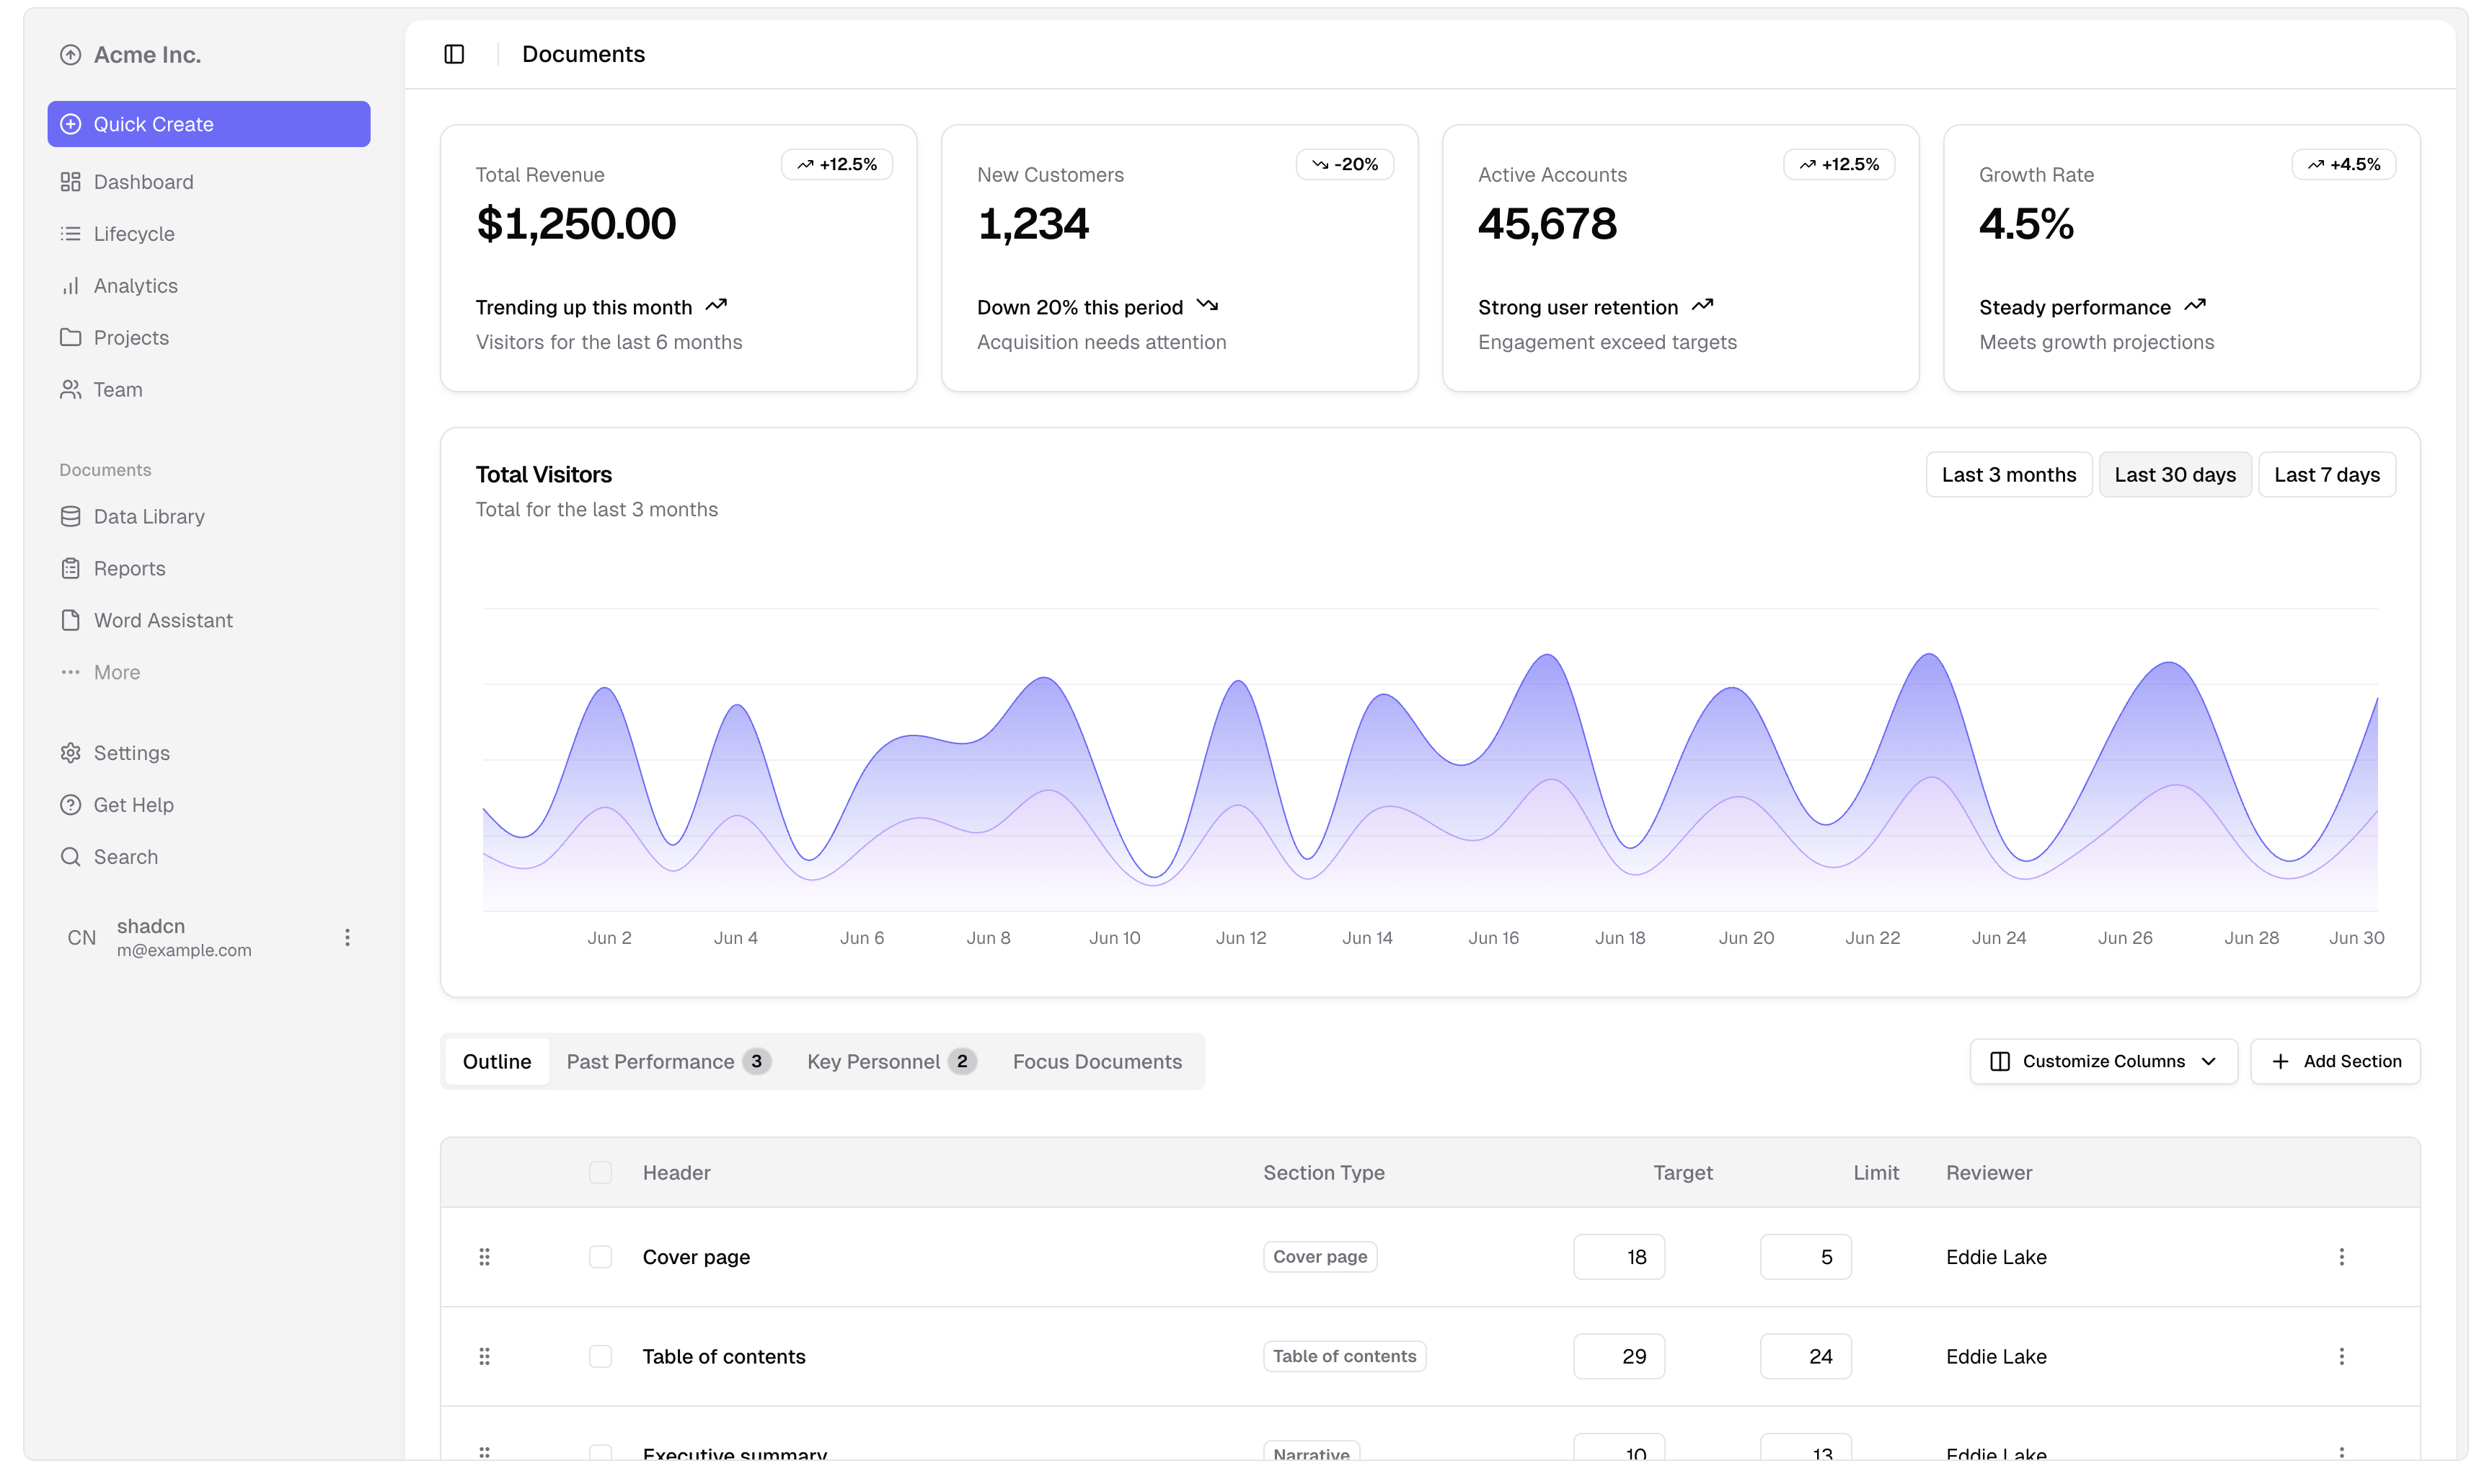 Acme Inc.
Quick Create
Dashboard
Lifecycle
Analytics
Projects
Team
Documents
Data Library
Reports
Word Assistant
More
Settings
Get Help
Search
CN
shadcn
m@example.com
Documents
Total Revenue
+12.5%
$1,250.00
Trending up this month
Visitors for the last 6 months
New Customers
-20%
1,234
Down 20% this period
Acquisition needs attention
Active Accounts
+12.5%
45,678
Strong user retention
Engagement exceed targets
Growth Rate
+4.5%
4.5%
Steady performance
Meets growth projections
Total Visitors
Total for the last 3 months
Last 3 months Last 30 days Last 7 days
Jun 2 Jun 4 Jun 6 Jun 8 Jun 10 Jun 12 Jun 14 Jun 16 Jun 18 Jun 20 Jun 22 Jun 24 Jun 26 Jun 28 Jun 30
Outline Past Performance 3 Key Personnel 2 Focus Documents
Customize Columns Add Section
Header Section Type Target Limit Reviewer
Cover page Cover page 18 5 Eddie Lake
Table of contents Table of contents 29 24 Eddie Lake
Executive summary Narrative 10 13 Eddie Lake